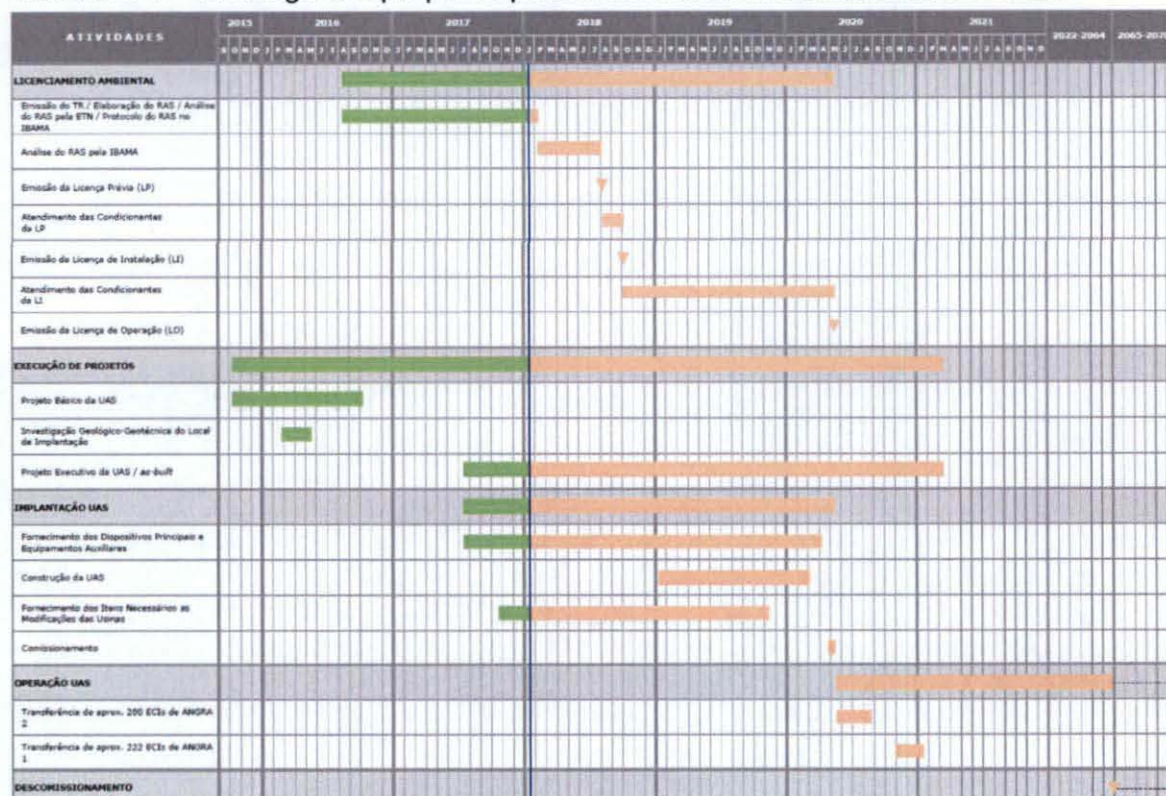 ATIVIDADES
2015 2016 2017 2018 2019 2020 2021 2022-2064 2065-2070
S O N D J F M A M J J A S O N D J F M A M J J A S O N D J F M A M J J A S O N D J F M A M J J A S O N D J F M A M J J A S O N D J F M A M J J A S O N D
LICENCIAMENTO AMBIENTAL
Emissão do TR / Elaboração do RAS / Análise
do RAS pela ETN / Protocolo do RAS no
IBAMA
Análise do RAS pela IBAMA
Emissão da Licença Prévia (LP)
Atendimento das Condicionantes
da LP
Emissão da Licença de Instalação (LI)
Atendimento das Condicionantes
da LI
Emissão da Licença de Operação (LO)
EXECUÇÃO DE PROJETOS
Projeto Básico da UAS
Investigação Geológico-Geotécnica do Local
de Implantação
Projeto Executivo da UAS / as-built
IMPLANTAÇÃO UAS
Fornecimento dos Dispositivos Principais e
Equipamentos Auxiliares
Construção da UAS
Fornecimento dos Itens Necessários as
Modificações das Usinas
Comissionamento
OPERAÇÃO UAS
Transferência de aprox. 280 ECIs de ANGRA
2
Transferência de aprox. 222 ECIs de ANGRA
1
DESCOMISSIONAMENTO